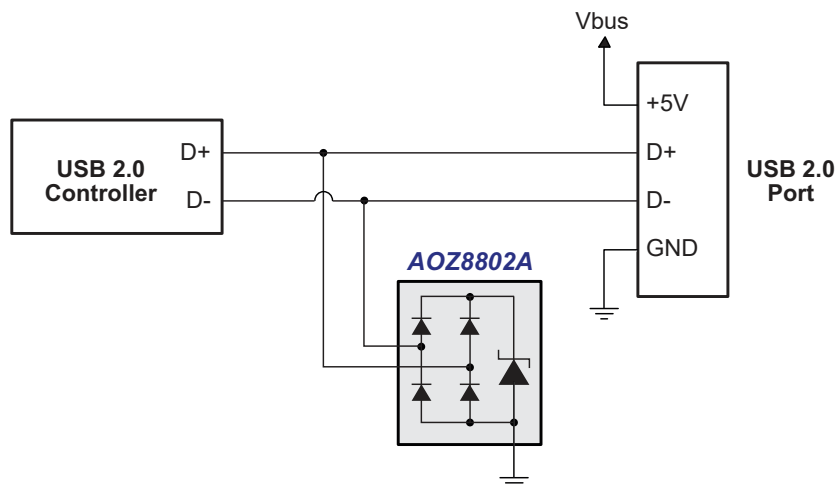 Vbus
+5V
D+
D-
GND
USB 2.0
Port
USB 2.0
Controller
D+
D-
AOZ8802A